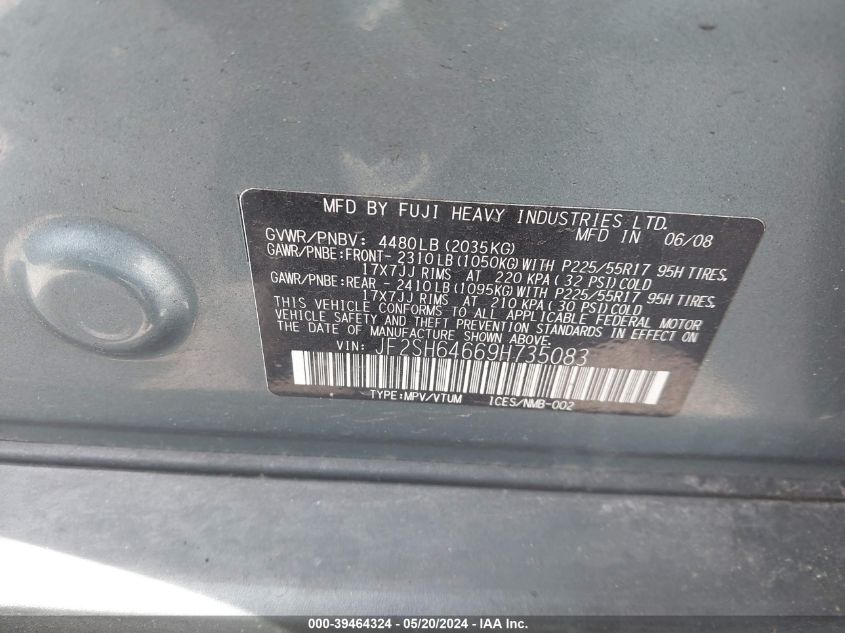 MFD BY FUJI HEAVY INDUSTRIES LTD.
MFD IN 06/08
GVWR/PNBV: 4480LB (2035KG)
GAWR/PNBE:FRONT- 2310LB (1050KG) WITH P225/55R17 95H TIRES,
17X7JJ RIMS AT 220 KPA ( 32 PSI) COLD
GAWR/PNBE:REAR - 2410LB (1095KG) WITH P225/55R17 95H TIRES,
17X7JJ RIMS AT 210 KPA ( 30 PSI) COLD
THIS VEHICLE CONFORMS TO ALL APPLICABLE FEDERAL MOTOR
VEHICLE SAFETY AND THEFT PREVENTION STANDARDS IN EFFECT ON
THE DATE OF MANUFACTURE SHOWN ABOVE.
VIN: JF2SH64669H735083
TYPE:MPV/VTUM ICES/NMB-002
000-39464324 / 05/20/2024 / IAA Inc.